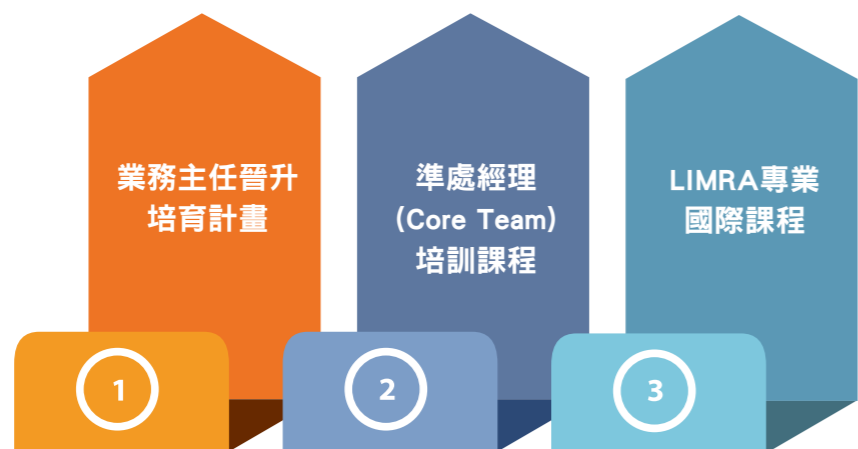 業務主任晉升
培育計畫
準處經理
(Core Team)
培訓課程
LIMRA專業
國際課程
1
2
3